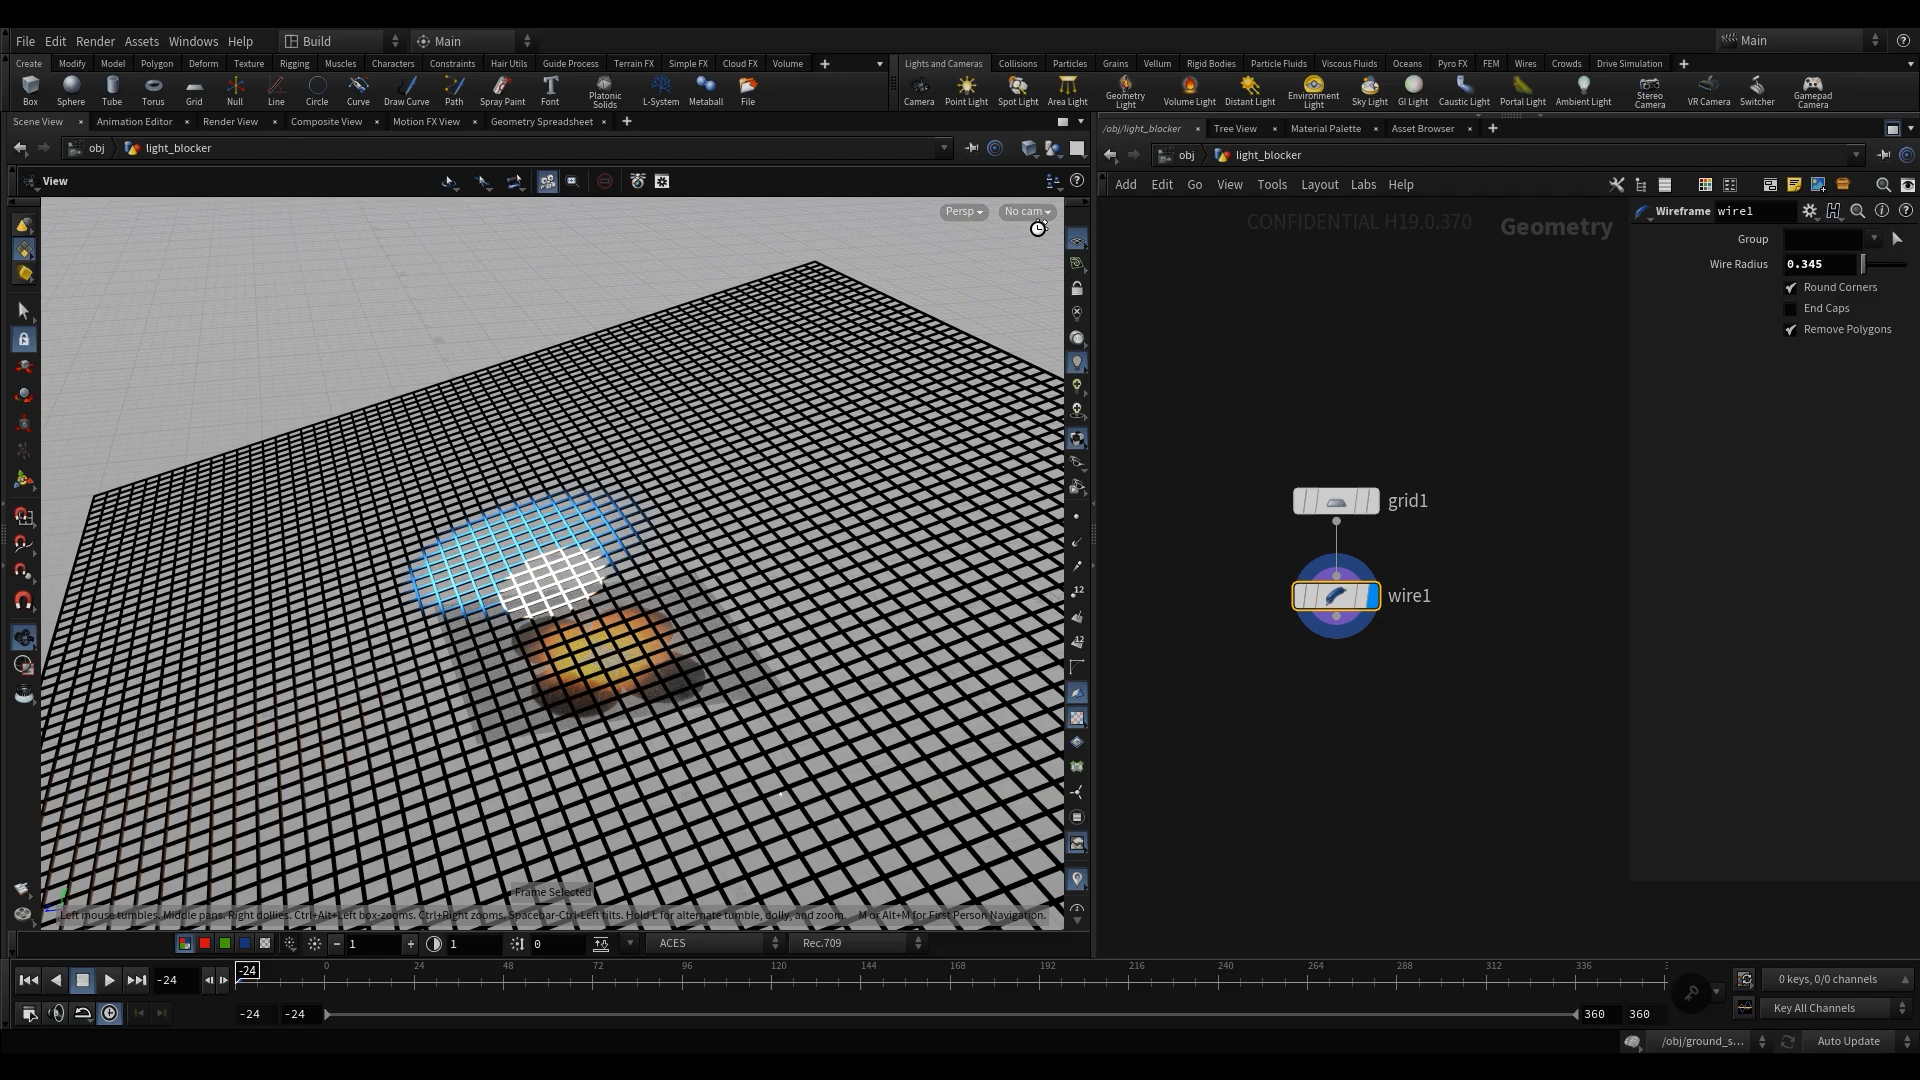 File Edit Render Assets Windows Help Build Main Main
Create Modify Model Polygon Deform Texture Rigging Muscles Characters Constraints Hair Utils Guide Process Terrain FX Simple FX Cloud FX Volume
Lights and Cameras Collisions Particles Grains Vellum Rigid Bodies Particle Fluids Viscous Fluids Oceans Pyro FX FEM Wires Crowds Drive Simulation
Box Sphere Tube Torus Grid Null Line Circle Curve Draw Curve Path Spray Paint Font Platonic Solids L-System Metaball File
Camera Point Light Spot Light Area Light Geometry Light Volume Light Distant Light Environment Light Sky Light GI Light Caustic Light Portal Light Ambient Light Stereo Camera VR Camera Switcher Gamepad Camera
Scene View Animation Editor Render View Composite View Motion FX View Geometry Spreadsheet
/obj/light_blocker Tree View Material Palette Asset Browser
obj light_blocker
obj light_blocker
View
Add Edit Go View Tools Layout Labs Help
Persp No cam
CONFIDENTIAL H19.0.370 Geometry
Wireframe wire1
Group
Wire Radius 0.345
Round Corners
End Caps
Remove Polygons
grid1
wire1
12
12
Frame Selected
Left mouse tumbles. Middle pans. Right dollies. Ctrl+Alt+Left box-zooms. Ctrl+Right zooms. Spacebar-Ctrl-Left tilts. Hold L for alternate tumble, dolly, and zoom. M or Alt+M for First Person Navigation.
1 1 0 ACES Rec.709
-24 -24 0 24 48 72 96 120 144 168 192 216 240 264 288 312 336
0 keys, 0/0 channels
-24 -24 360 360 Key All Channels
/obj/ground_s... Auto Update